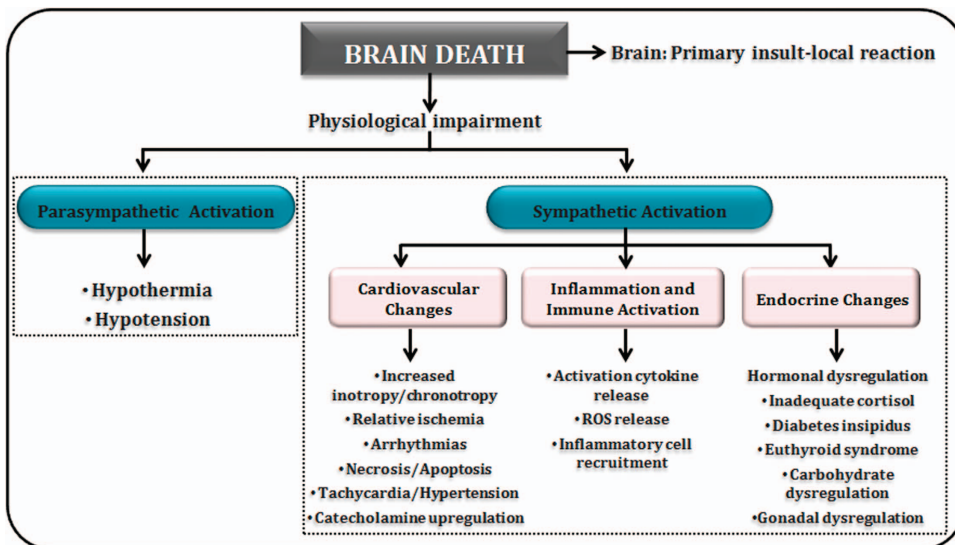 BRAIN DEATH
Brain: Primary insult-local reaction
Physiological impairment
Parasympathetic Activation
• Hypothermia
• Hypotension
Sympathetic Activation
Cardiovascular
Changes
• Increased
inotropy/chronotropy
• Relative ischemia
• Arrhythmias
• Necrosis/Apoptosis
• Tachycardia/Hypertension
• Catecholamine upregulation
Inflammation and
Immune Activation
• Activation cytokine
release
• ROS release
• Inflammatory cell
recruitment
Endocrine Changes
Hormonal dysregulation
• Inadequate cortisol
• Diabetes insipidus
• Euthyroid syndrome
• Carbohydrate
dysregulation
• Gonadal dysregulation